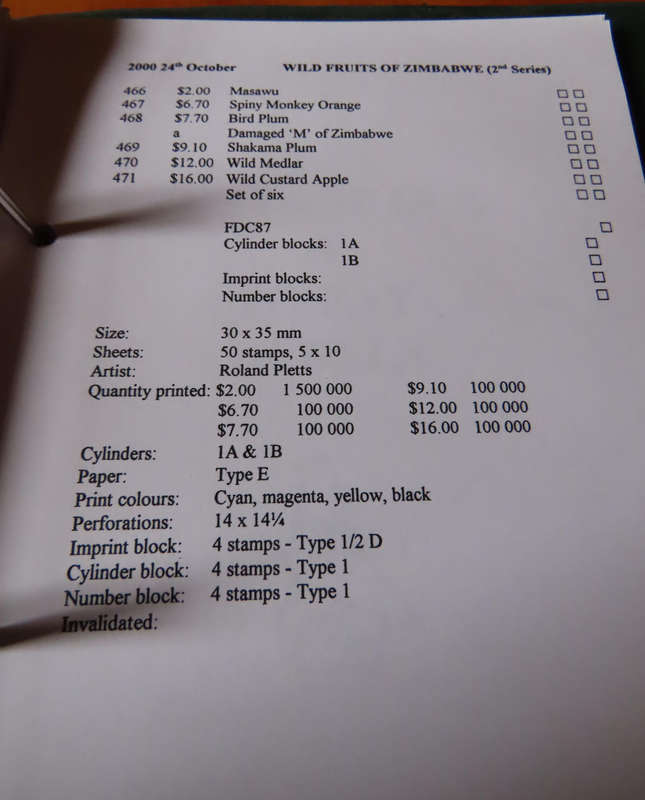 2000 24th October WILD FRUITS OF ZIMBABWE (2nd Series)
466 $2.00 Masawu
467 $6.70 Spiny Monkey Orange
468 $7.70 Bird Plum
a Damaged ‘M’ of Zimbabwe
469 $9.10 Shakama Plum
470 $12.00 Wild Medlar
471 $16.00 Wild Custard Apple
Set of six
FDC87
Cylinder blocks: 1A
1B
Imprint blocks:
Number blocks:
Size: 30 x 35 mm
Sheets: 50 stamps, 5 x 10
Artist: Roland Pletts
Quantity printed: $2.00 1 500 000 $9.10 100 000
$6.70 100 000 $12.00 100 000
$7.70 100 000 $16.00 100 000
Cylinders: 1A & 1B
Paper: Type E
Print colours: Cyan, magenta, yellow, black
Perforations: 14 x 14¼
Imprint block: 4 stamps - Type 1/2 D
Cylinder block: 4 stamps - Type 1
Number block: 4 stamps - Type 1
Invalidated: